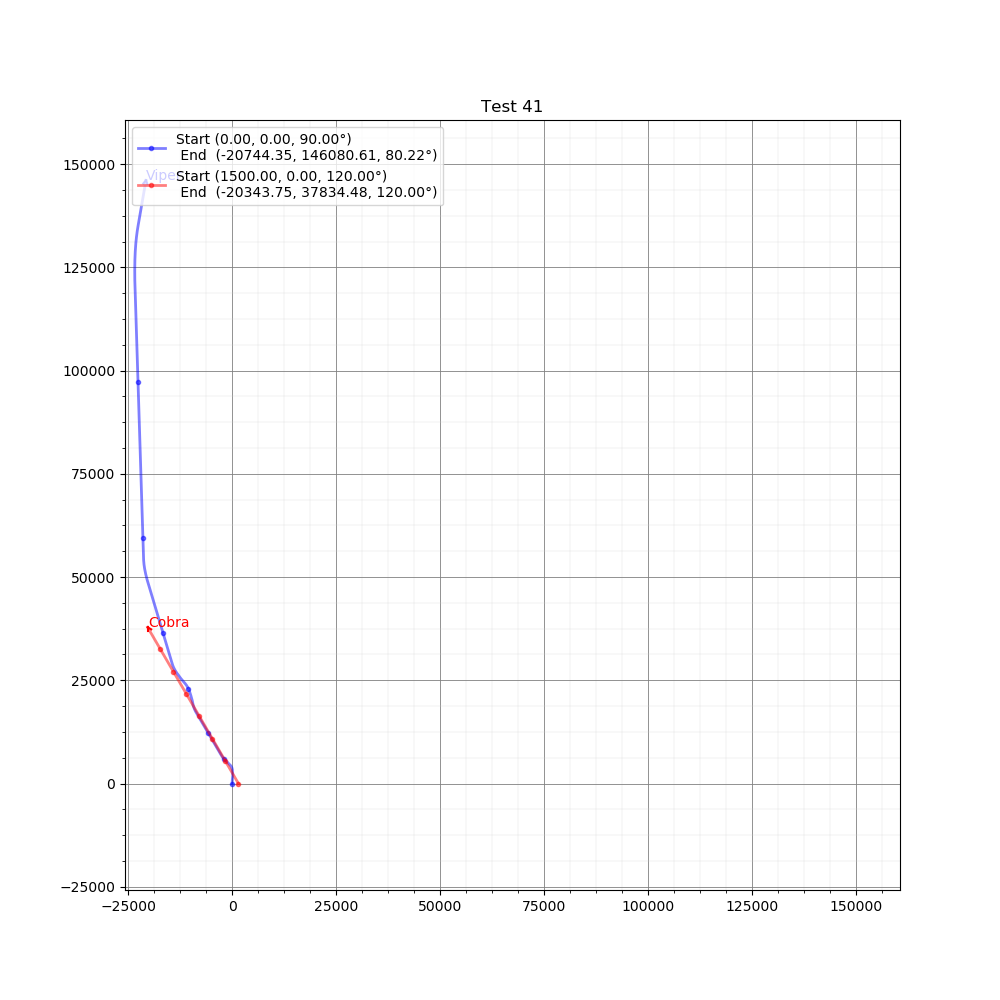 Test 41
Start (0.00, 0.00, 90.00°)
End (-20744.35, 146080.61, 80.22°)
Start (1500.00, 0.00, 120.00°)
End (-20343.75, 37834.48, 120.00°)
150000
125000
100000
75000
50000
Cobra
25000
0
−25000
−25000 0 25000 50000 75000 100000 125000 150000